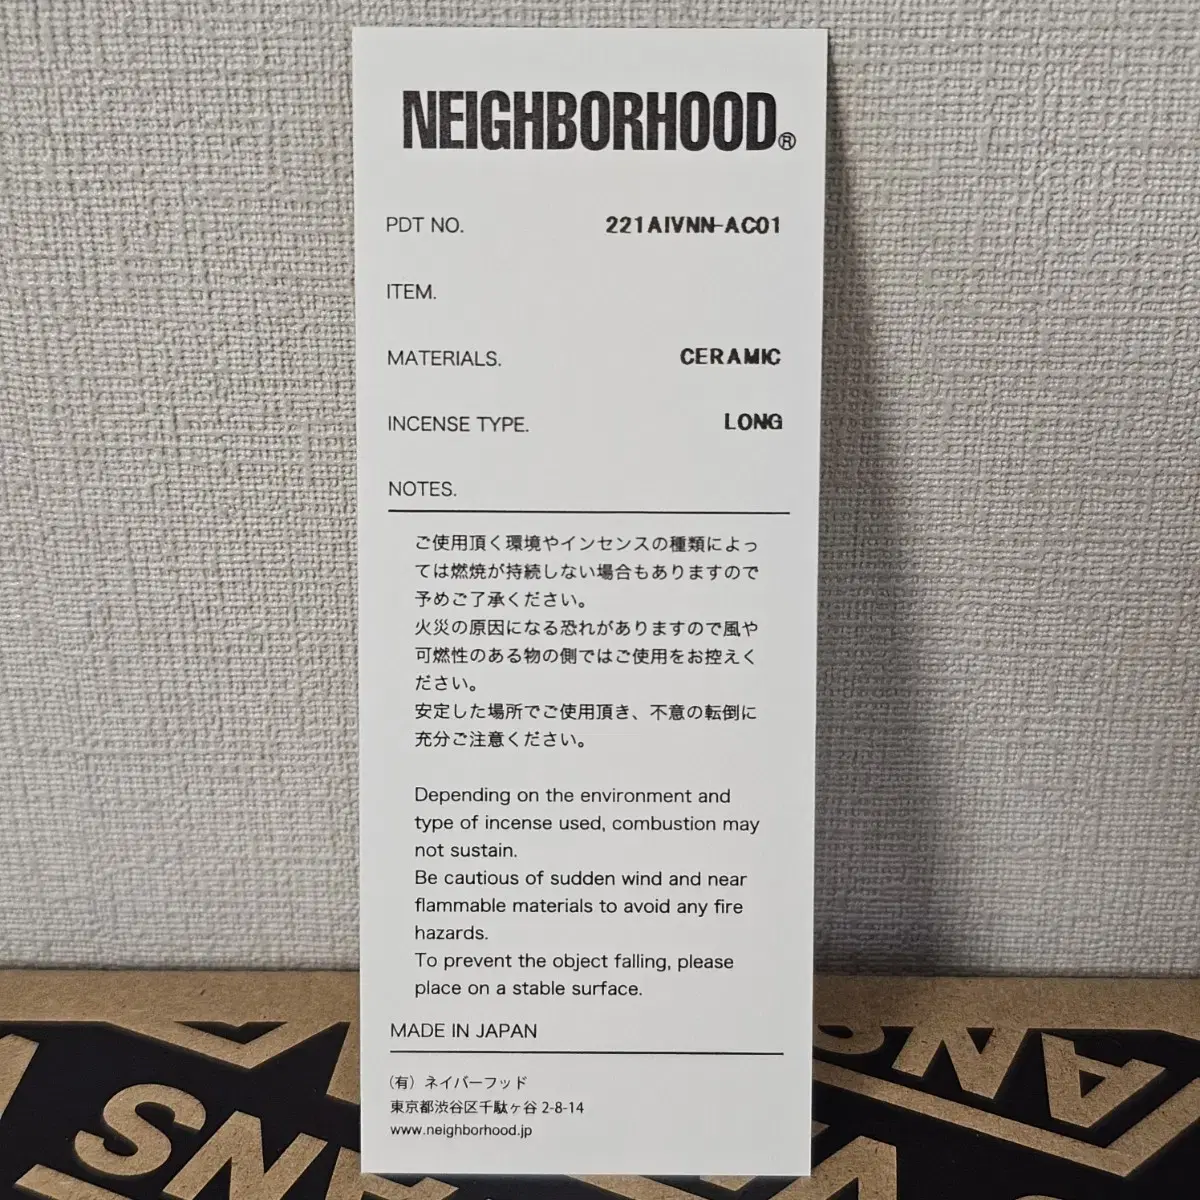 NEIGHBORHOOD®
PDT NO. 221AIVNN-AC01
ITEM.
MATERIALS. CERAMIC
INCENSE TYPE. LONG
NOTES.
ご使用頂く環境やインセンスの種類によっ
ては燃焼が持続しない場合もありますので
予めご了承ください。
火災の原因になる恐れがありますので風や
可燃性のある物の側ではご使用をお控えく
ださい。
安定した場所でご使用頂き、不意の転倒に
充分ご注意ください。
Depending on the environment and
type of incense used, combustion may
not sustain.
Be cautious of sudden wind and near
flammable materials to avoid any fire
hazards.
To prevent the object falling, please
place on a stable surface.
MADE IN JAPAN
(有) ネイバーフッド
東京都渋谷区千駄ヶ谷 2-8-14
www.neighborhood.jp